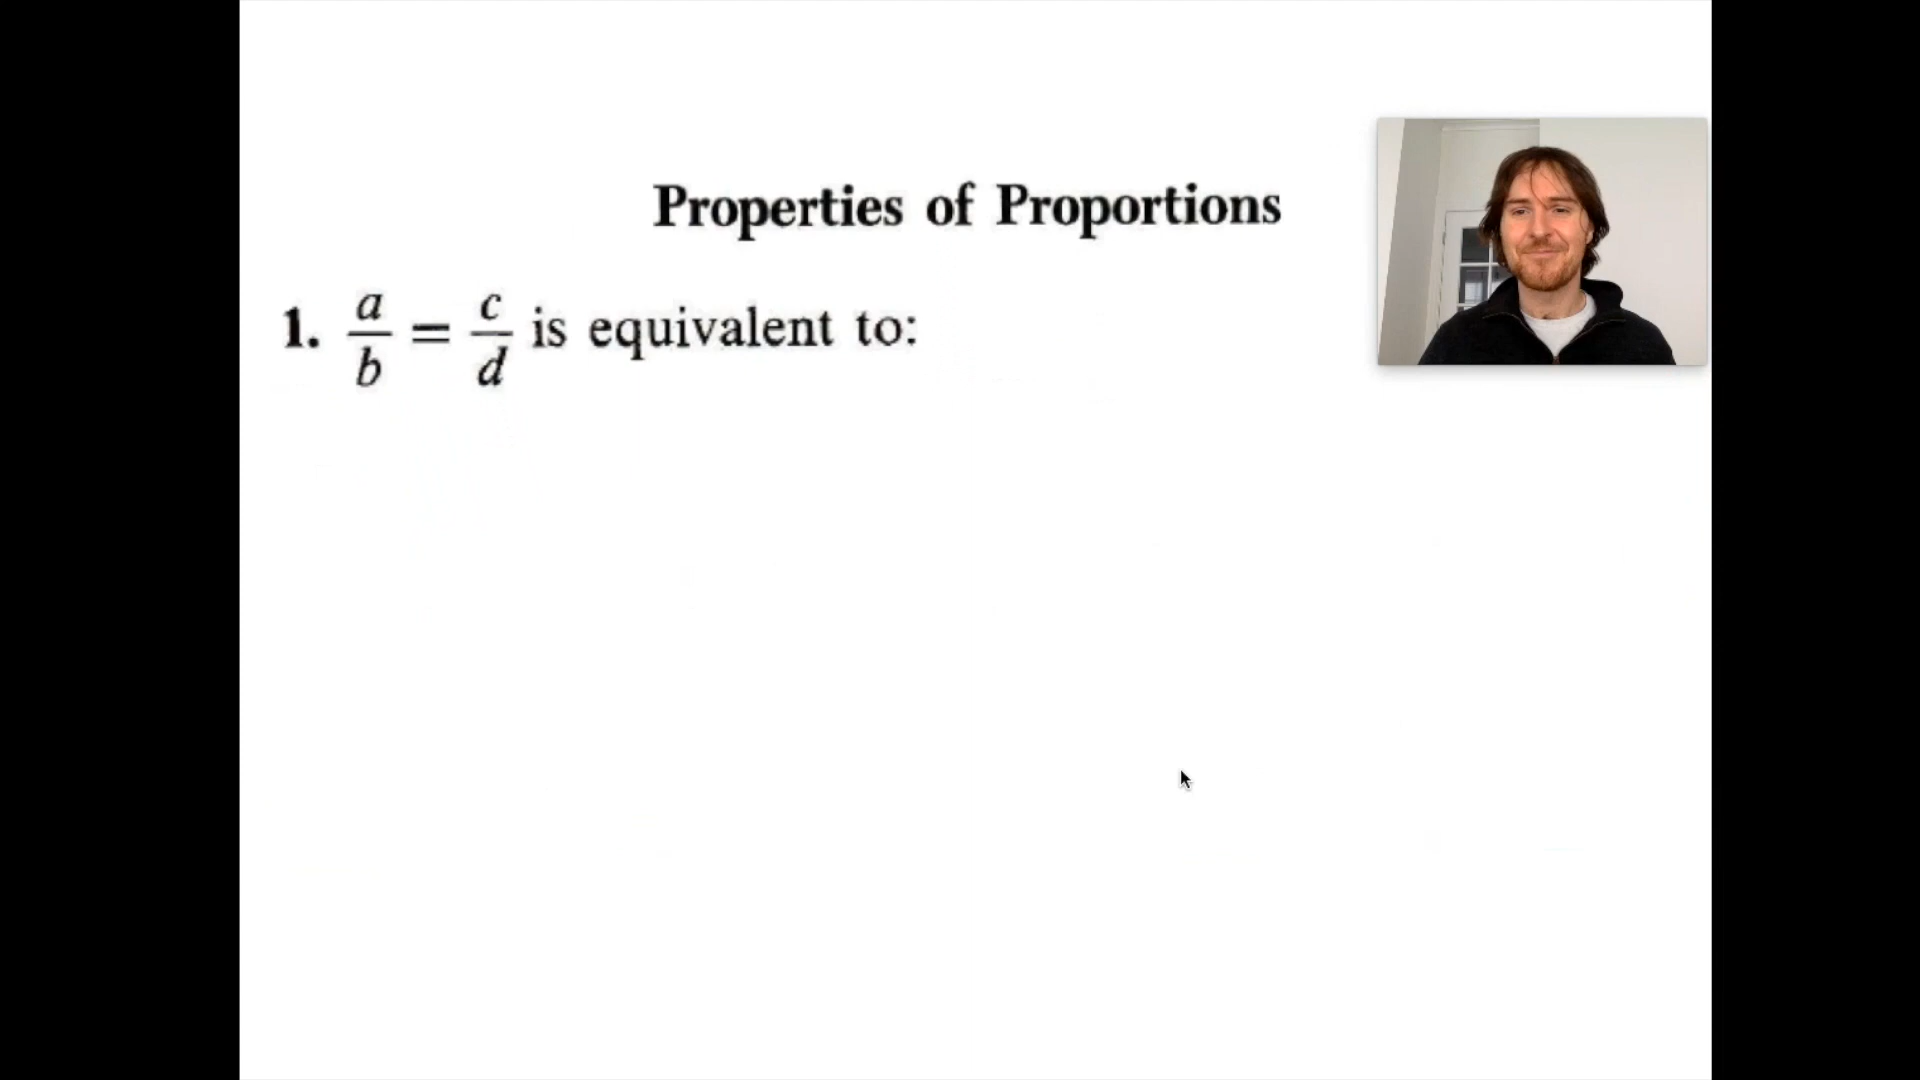 Properties of Proportions
1. a/b = c/d is equivalent to: